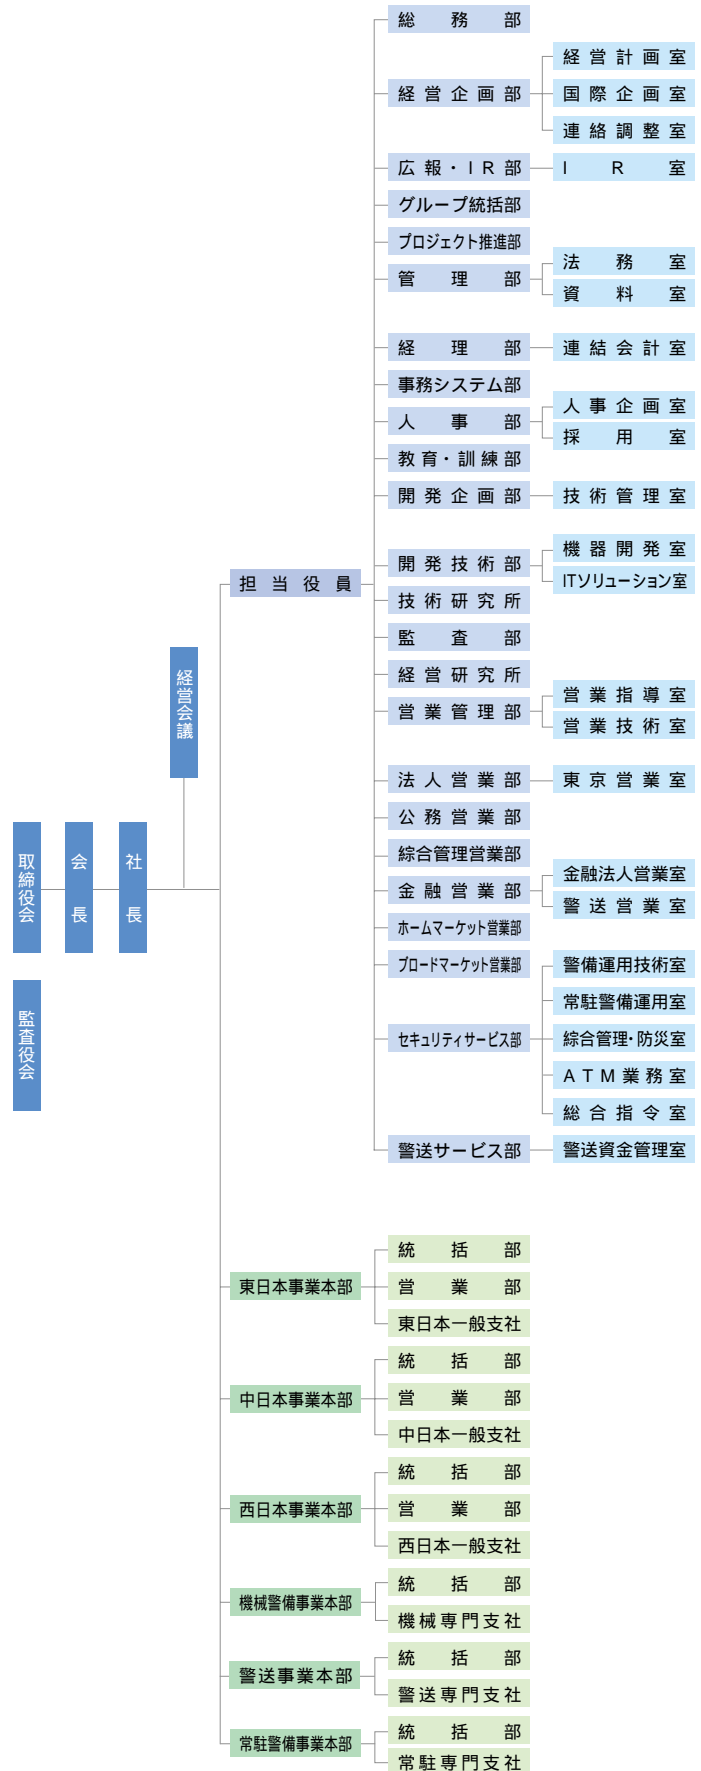 取締役会
会長
社長
監査役会
経営会議
担当役員
総務部
経営企画部
経営計画室
国際企画室
連絡調整室
広報・IR部
IR室
グループ統括部
プロジェクト推進部
管理部
法務室
資料室
経理部
連結会計室
事務システム部
人事部
人事企画室
採用室
教育・訓練部
開発企画部
技術管理室
開発技術部
機器開発室
ITソリューション室
技術研究所
監査部
経営研究所
営業管理部
営業指導室
営業技術室
法人営業部
東京営業室
公務営業部
綜合管理営業部
金融営業部
金融法人営業室
警送営業室
ホームマーケット営業部
ブロードマーケット営業部
セキュリティサービス部
警備運用技術室
常駐警備運用室
綜合管理・防災室
ATM業務室
総合指令室
警送サービス部
警送資金管理室
東日本事業本部
統括部
営業部
東日本一般支社
中日本事業本部
統括部
営業部
中日本一般支社
西日本事業本部
統括部
営業部
西日本一般支社
機械警備事業本部
統括部
機械専門支社
警送事業本部
統括部
警送専門支社
常駐警備事業本部
統括部
常駐専門支社